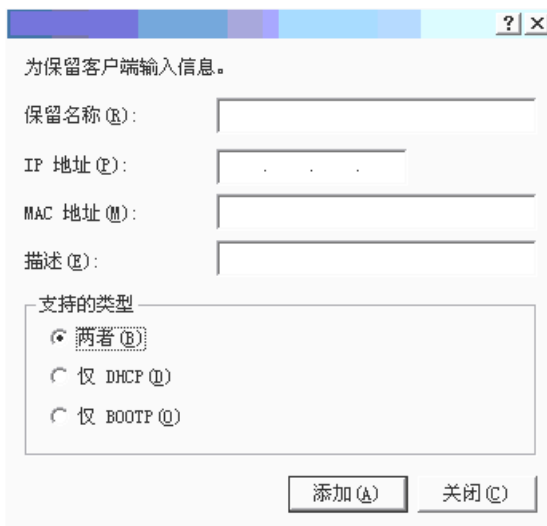 为保留客户端输入信息。
保留名称(R):
IP 地址(P):
. . .
MAC 地址(M):
描述(E):
支持的类型
两者(B)
仅 DHCP(D)
仅 BOOTP(O)
添加(A) 关闭(C)